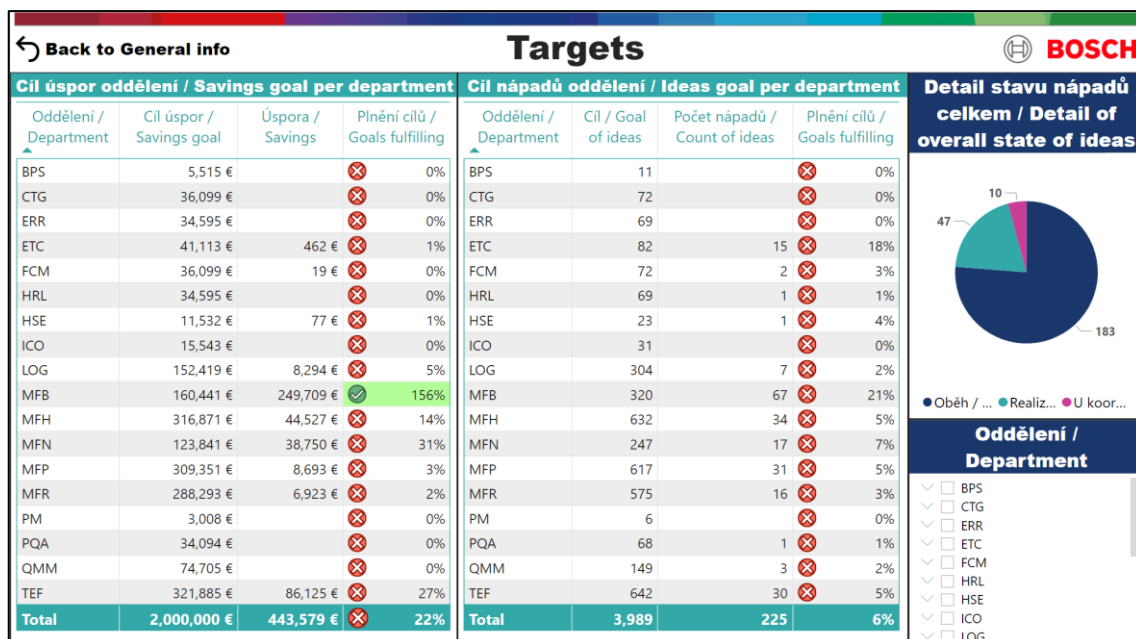 Back to General info
Targets
BOSCH
Cíl úspor oddělení / Savings goal per department
Oddělení / Department Cíl úspor / Savings goal Úspora / Savings Plnění cílů / Goals fulfilling
BPS 5,515 € 0%
CTG 36,099 € 0%
ERR 34,595 € 0%
ETC 41,113 € 462 € 1%
FCM 36,099 € 19 € 0%
HRL 34,595 € 0%
HSE 11,532 € 77 € 1%
ICO 15,543 € 0%
LOG 152,419 € 8,294 € 5%
MFB 160,441 € 249,709 € 156%
MFH 316,871 € 44,527 € 14%
MFN 123,841 € 38,750 € 31%
MFP 309,351 € 8,693 € 3%
MFR 288,293 € 6,923 € 2%
PM 3,008 € 0%
PQA 34,094 € 0%
QMM 74,705 € 0%
TEF 321,885 € 86,125 € 27%
Total 2,000,000 € 443,579 € 22%
Cíl nápadů oddělení / Ideas goal per department
Oddělení / Department Cíl / Goal of ideas Počet nápadů / Count of ideas Plnění cílů / Goals fulfilling
BPS 11 0%
CTG 72 0%
ERR 69 0%
ETC 82 15 18%
FCM 72 2 3%
HRL 69 1 1%
HSE 23 1 4%
ICO 31 0%
LOG 304 7 2%
MFB 320 67 21%
MFH 632 34 5%
MFN 247 17 7%
MFP 617 31 5%
MFR 575 16 3%
PM 6 0%
PQA 68 1 1%
QMM 149 3 2%
TEF 642 30 5%
Total 3,989 225 6%
Detail stavu nápadů
celkem / Detail of
overall state of ideas
10
47
183
Oběh / ... Realiz... U koor...
Oddělení /
Department
BPS
CTG
ERR
ETC
FCM
HRL
HSE
ICO
LOG